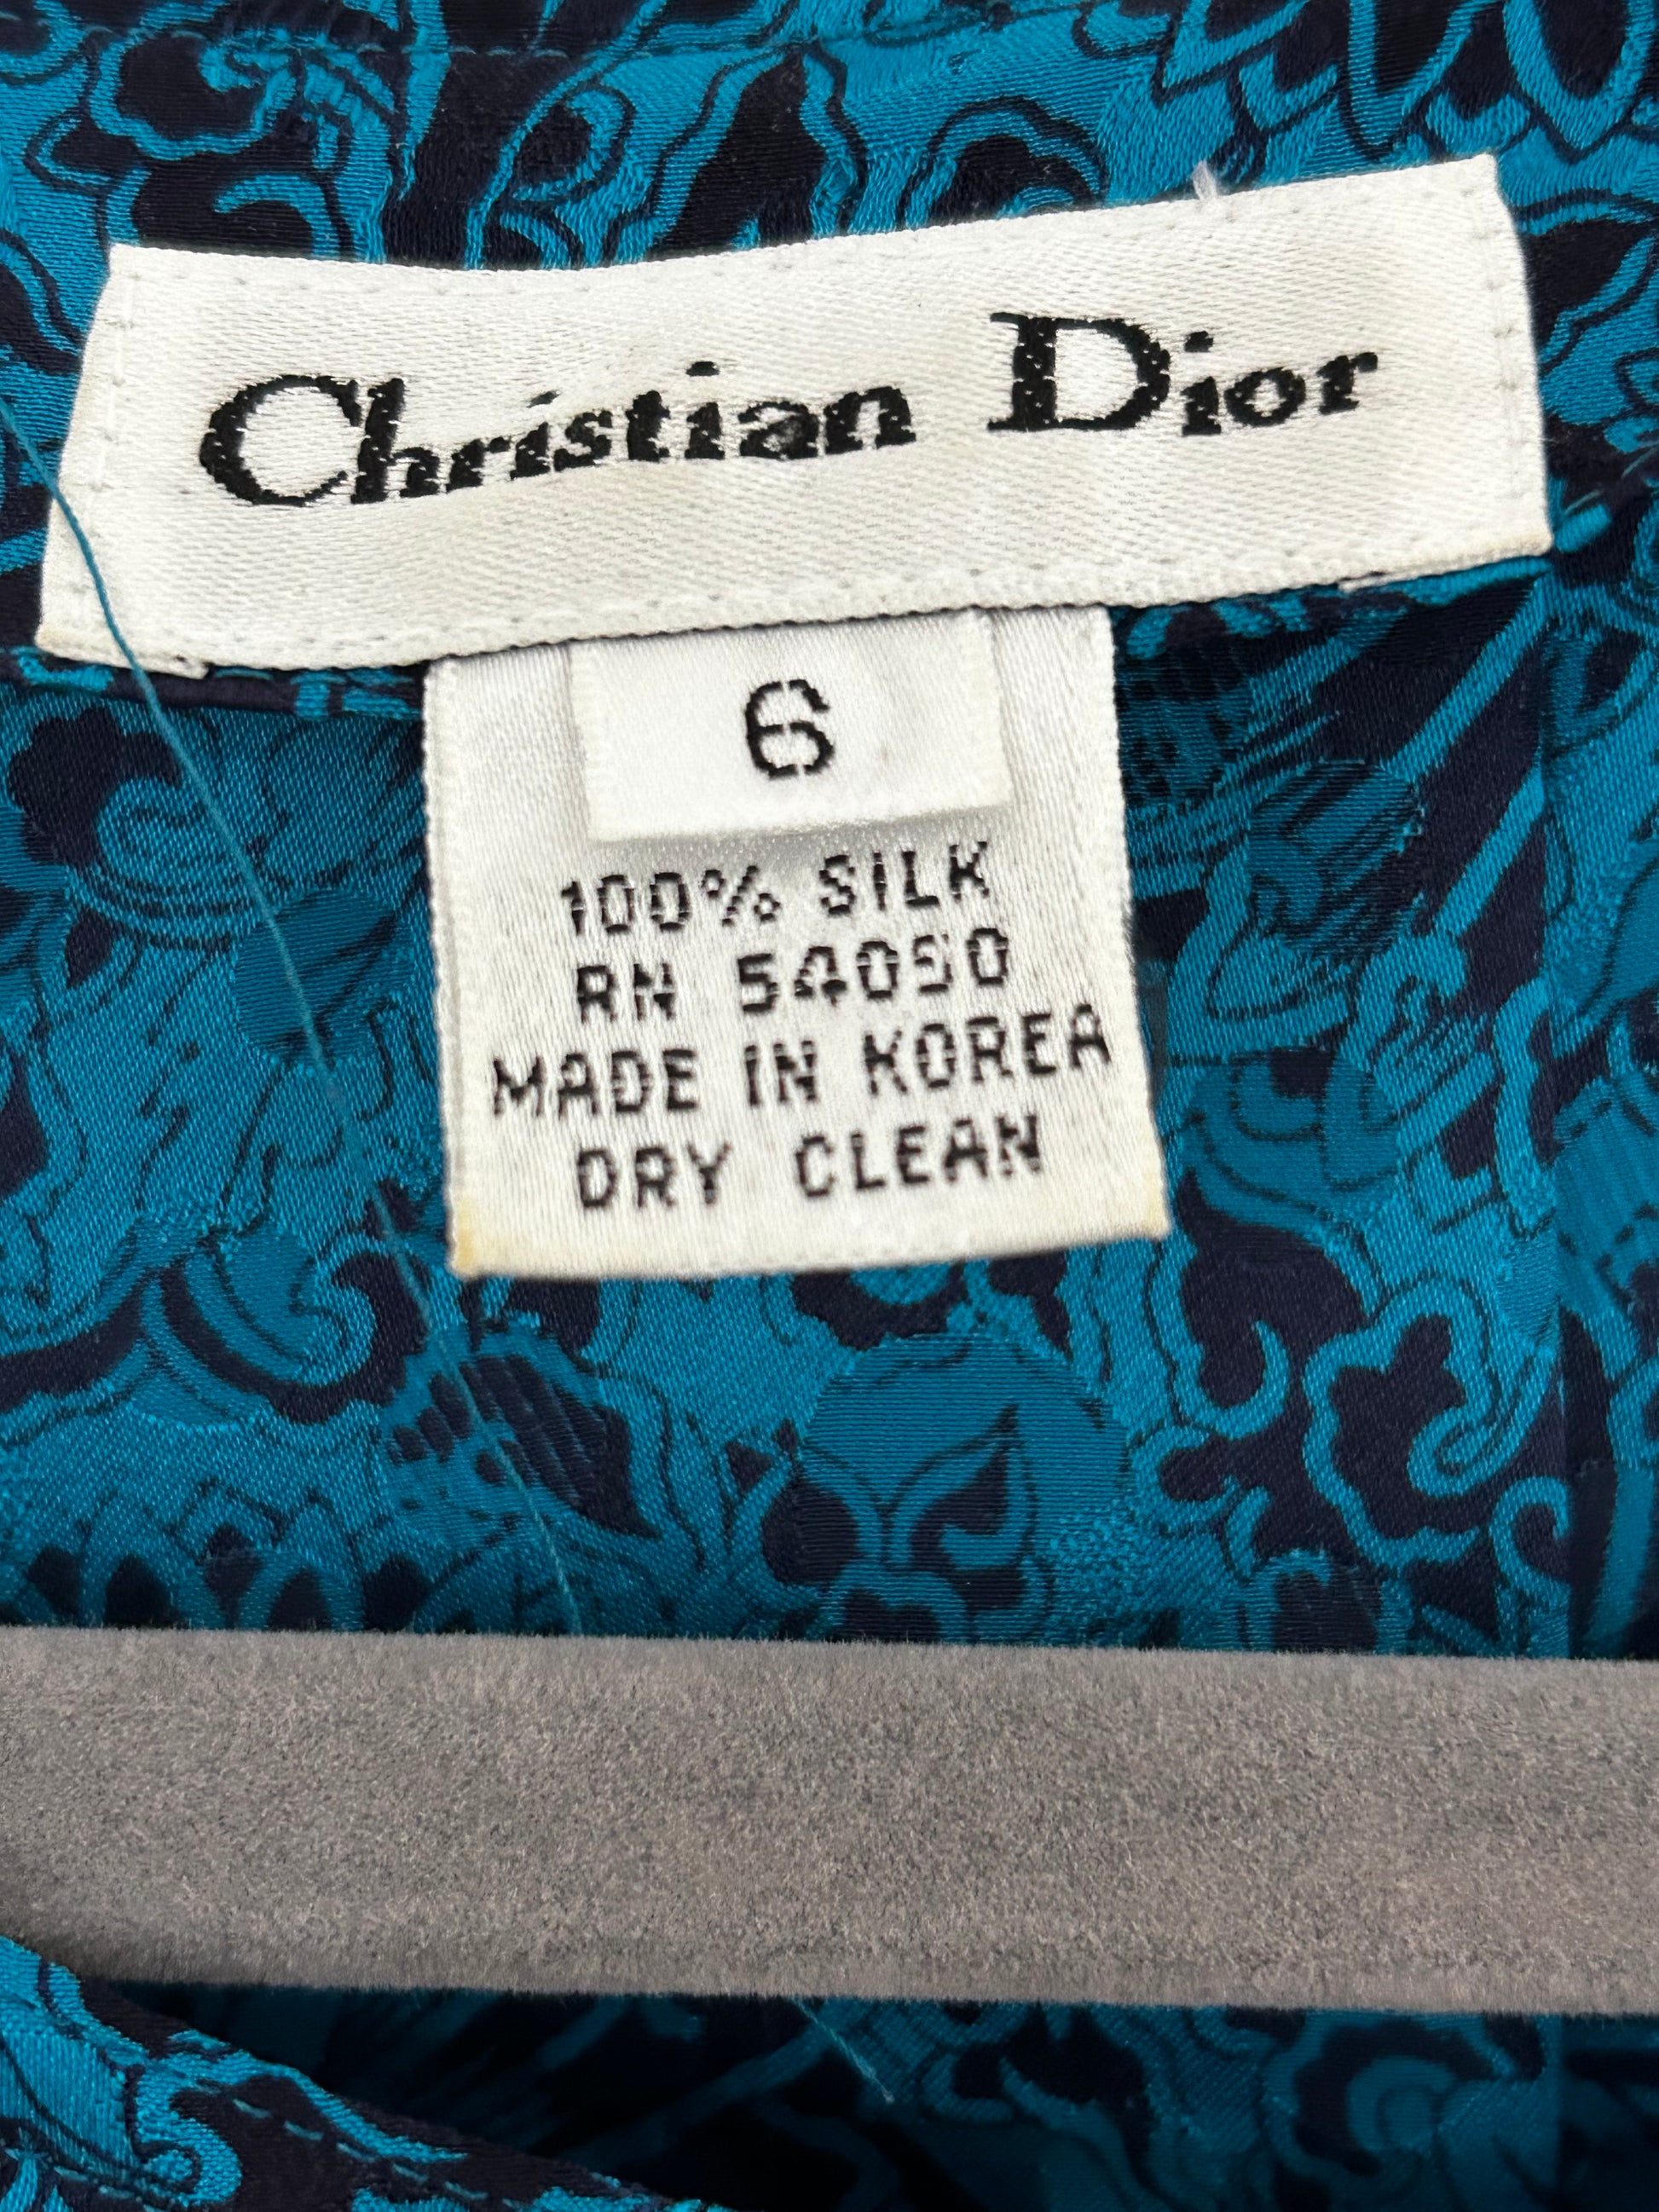 Christian Dior
6
100% SILK
RN 54050
MADE IN KOREA
DRY CLEAN